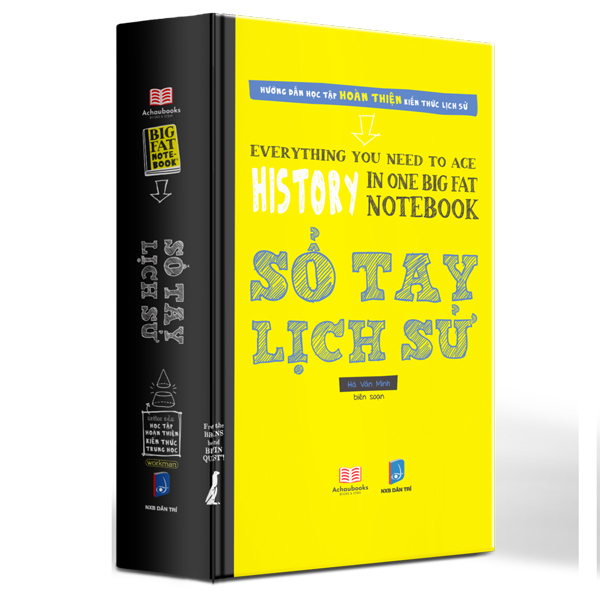 HƯỚNG DẪN HỌC TẬP HOÀN THIỆN KIẾN THỨC LỊCH SỬ
EVERYTHING YOU NEED TO ACE
HISTORY IN ONE BIG FAT
NOTEBOOK
SỔ TAY
LỊCH SỬ
Hà Văn Minh
biên soạn
Achaubooks
NXB DÂN TRÍ
Achaubooks
BIG
FAT
NOTE-
BOOK
SỔ TAY
LỊCH SỬ
HƯỚNG DẪN
HỌC TẬP
HOÀN THIỆN
KIẾN THỨC
TRUNG HỌC
workman
NXB DÂN TRÍ